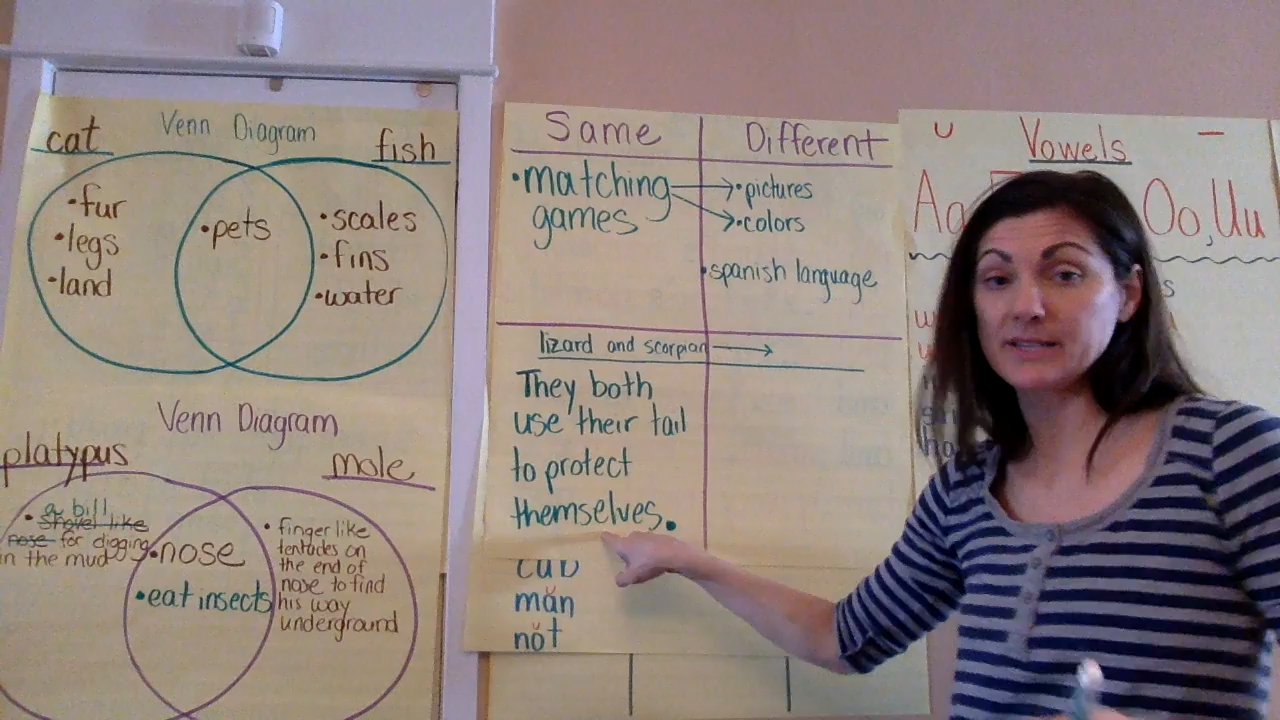 Venn Diagram
cat
fish
• fur
• legs
• land
• pets
• scales
• fins
• water
Venn Diagram
platypus
mole
a bill
• shovel like
nose for digging
in the mud
• nose
• eat insects
• finger like
tentacles on
the end of
nose to find
his way
underground
Same
Different
• matching
games
• pictures
• colors
• spanish language
lizard and scorpion
They both
use their tail
to protect
themselves.
măn
nŏt
Vowels
Aa
Oo, Uu